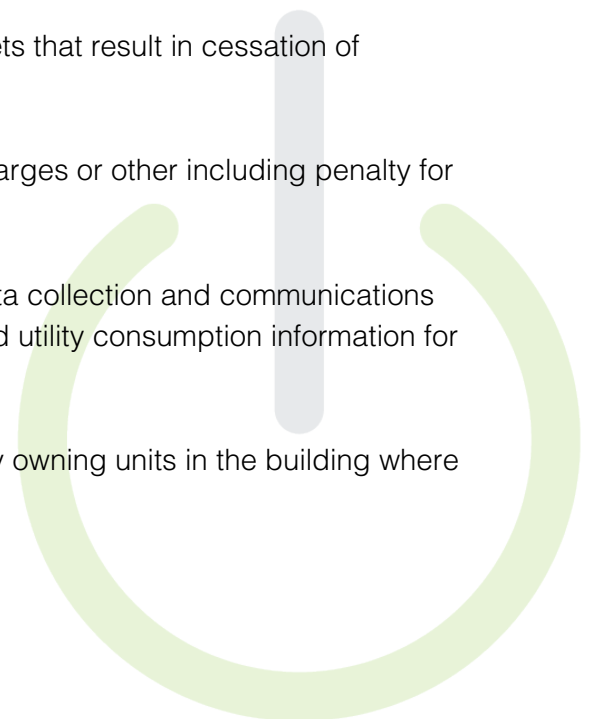 ets that result in cessation of
arges or other including penalty for
ta collection and communications
d utility consumption information for
owning units in the building where